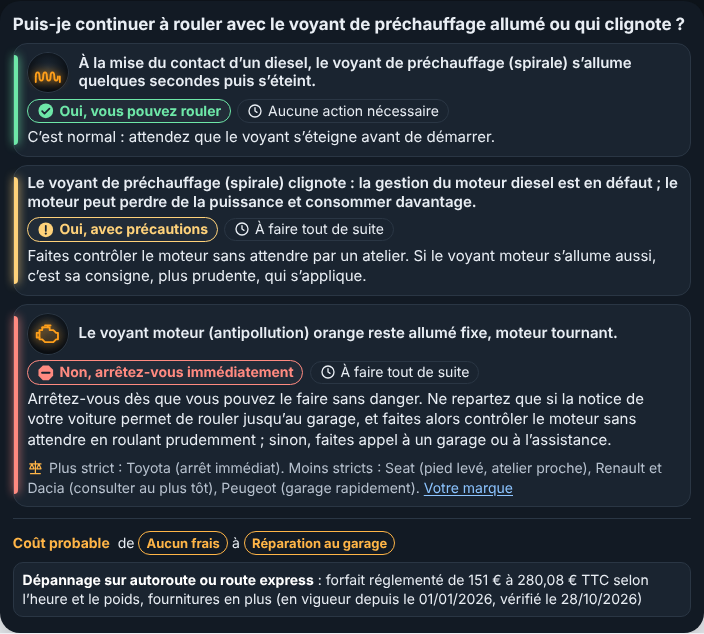 Puis-je continuer à rouler avec le voyant de préchauffage allumé ou qui clignote ?
À la mise du contact d’un diesel, le voyant de préchauffage (spirale) s’allume
quelques secondes puis s’éteint.
Oui, vous pouvez rouler
Aucune action nécessaire
C’est normal : attendez que le voyant s’éteigne avant de démarrer.
Le voyant de préchauffage (spirale) clignote : la gestion du moteur diesel est en défaut ; le
moteur peut perdre de la puissance et consommer davantage.
Oui, avec précautions
À faire tout de suite
Faites contrôler le moteur sans attendre par un atelier. Si le voyant moteur s’allume aussi,
c’est sa consigne, plus prudente, qui s’applique.
Le voyant moteur (antipollution) orange reste allumé fixe, moteur tournant.
Non, arrêtez-vous immédiatement
À faire tout de suite
Arrêtez-vous dès que vous pouvez le faire sans danger. Ne repartez que si la notice de
votre voiture permet de rouler jusqu’au garage, et faites alors contrôler le moteur sans
attendre en roulant prudemment ; sinon, faites appel à un garage ou à l’assistance.
Plus strict : Toyota (arrêt immédiat). Moins stricts : Seat (pied levé, atelier proche), Renault et
Dacia (consulter au plus tôt), Peugeot (garage rapidement). Votre marque
Coût probable de Aucun frais à Réparation au garage
Dépannage sur autoroute ou route express : forfait réglementé de 151 € à 280,08 € TTC selon
l’heure et le poids, fournitures en plus (en vigueur depuis le 01/01/2026, vérifié le 28/10/2026)